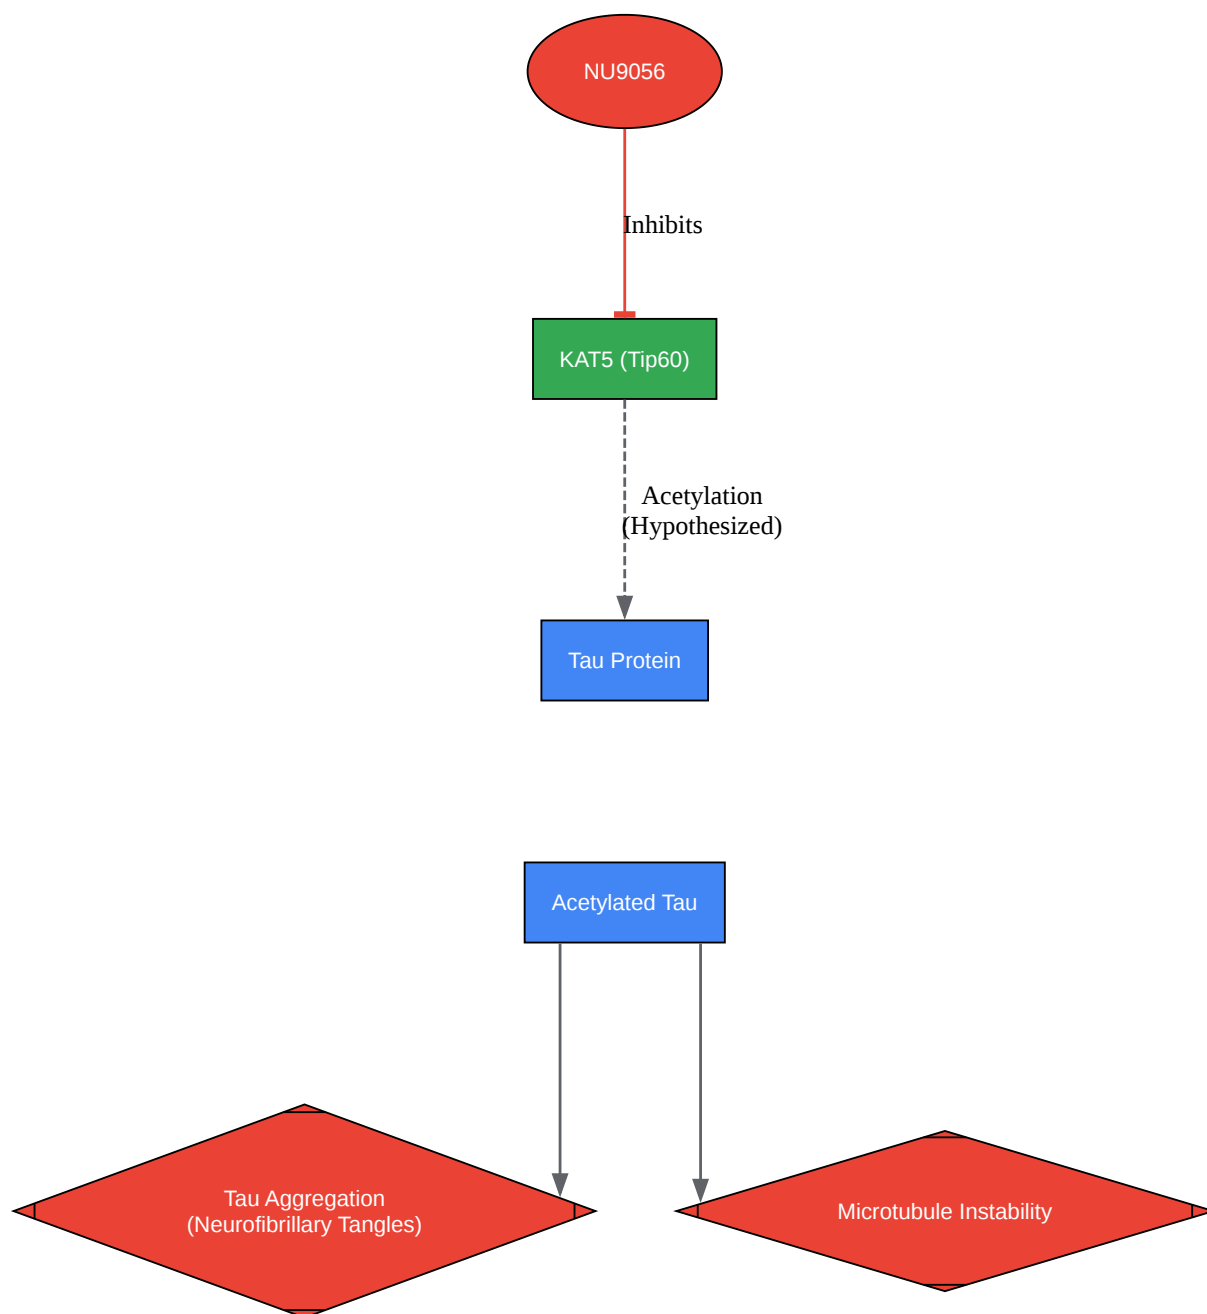 NU9056
Inhibits
KAT5 (Tip60)
Acetylation
(Hypothesized)
Tau Protein
Acetylated Tau
Tau Aggregation
(Neurofibrillary Tangles)
Microtubule Instability